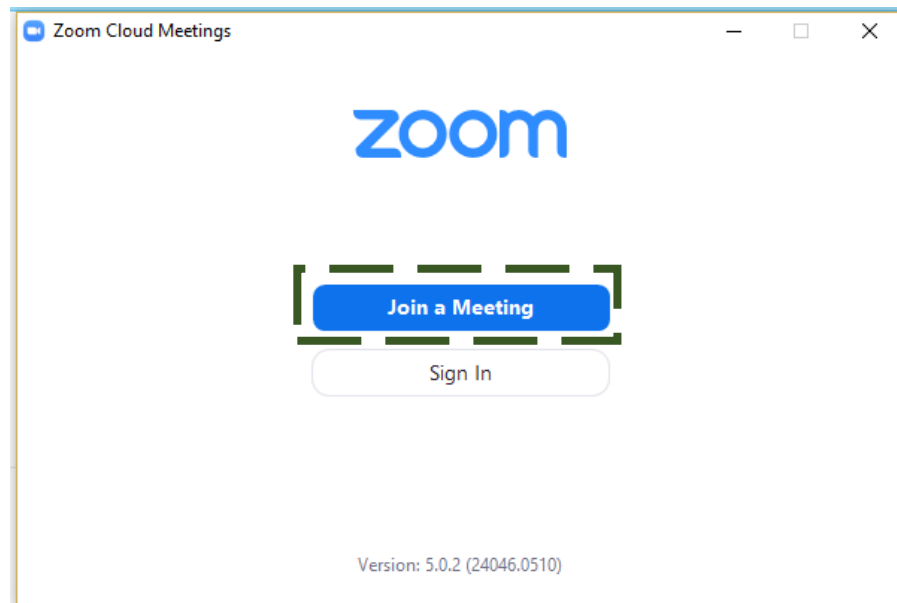 Zoom Cloud Meetings
zoom
Join a Meeting
Sign In
Version: 5.0.2 (24046.0510)